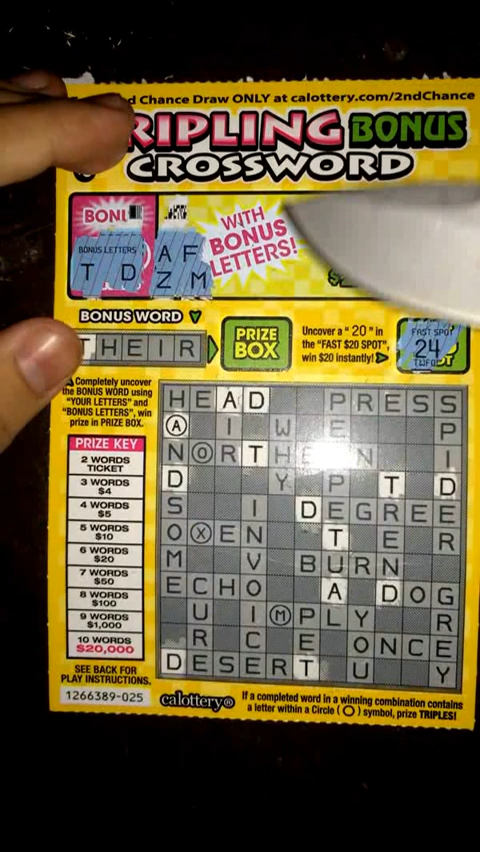 d Chance Draw ONLY at calottery.com/2ndChance
RIPLING BONUS
CROSSWORD
BONU
BONUS LETTERS
T D
A F
Z M
WITH
BONUS
LETTERS!
BONUS WORD
THEIR
PRIZE
BOX
Uncover a "20" in
the "FAST $20 SPOT",
win $20 instantly!
FAST SPOT
24
TWFOR
Completely uncover
the BONUS WORD using
"YOUR LETTERS" and
"BONUS LETTERS", win
prize in PRIZE BOX.
PRIZE KEY
2 WORDS
TICKET
3 WORDS
$4
4 WORDS
$5
5 WORDS
$10
6 WORDS
$20
7 WORDS
$50
8 WORDS
$100
9 WORDS
$1,000
10 WORDS
$20,000
HEAD PRESS
A I W E P
NORTHE N I
D Y P T D
S I DEGREE
OXEN T E R
M V BURN
ECHO A DOG
U I MPLY R
R C E ONCE
DESERT U Y
SEE BACK FOR
PLAY INSTRUCTIONS.
1266389-025
calottery®
If a completed word in a winning combination contains
a letter within a Circle (O) symbol, prize TRIPLES!